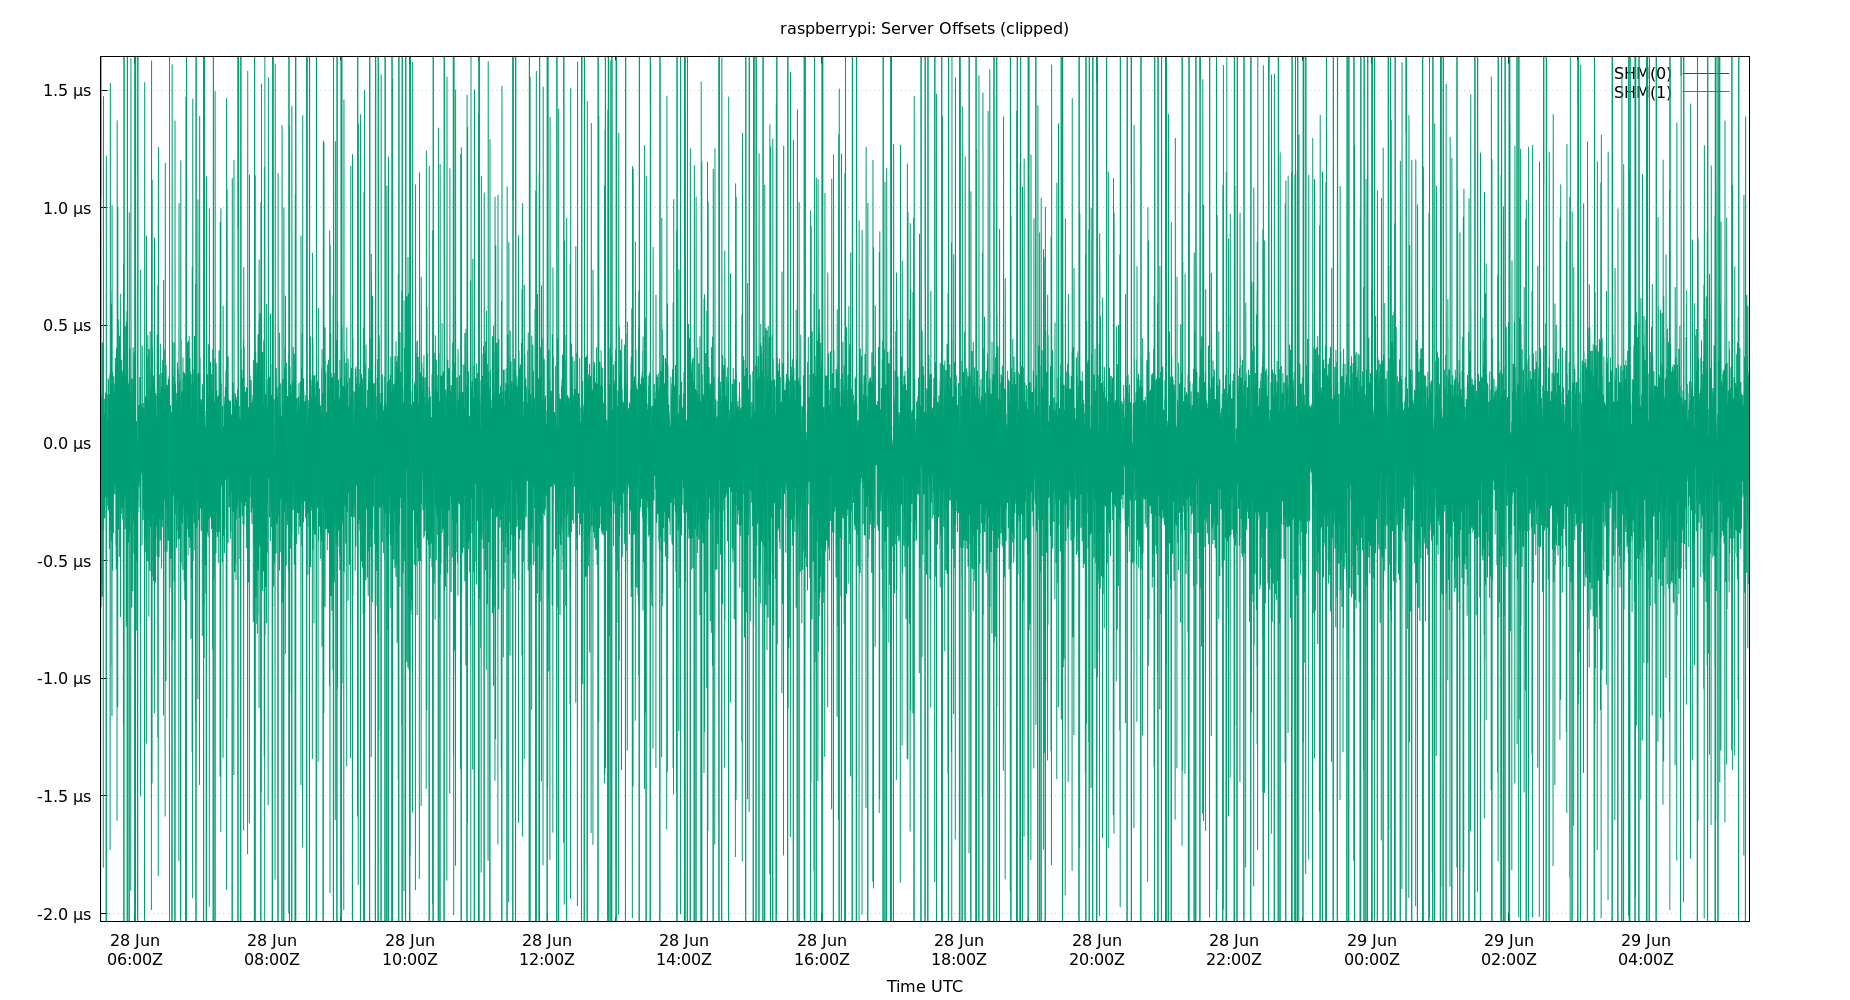 raspberrypi: Server Offsets (clipped)
SHM(0)
SHM(1)
1.5 µs
1.0 µs
0.5 µs
0.0 µs
-0.5 µs
-1.0 µs
-1.5 µs
-2.0 µs
28 Jun 28 Jun 28 Jun 28 Jun 28 Jun 28 Jun 28 Jun 28 Jun 28 Jun 29 Jun 29 Jun 29 Jun
06:00Z 08:00Z 10:00Z 12:00Z 14:00Z 16:00Z 18:00Z 20:00Z 22:00Z 00:00Z 02:00Z 04:00Z
Time UTC